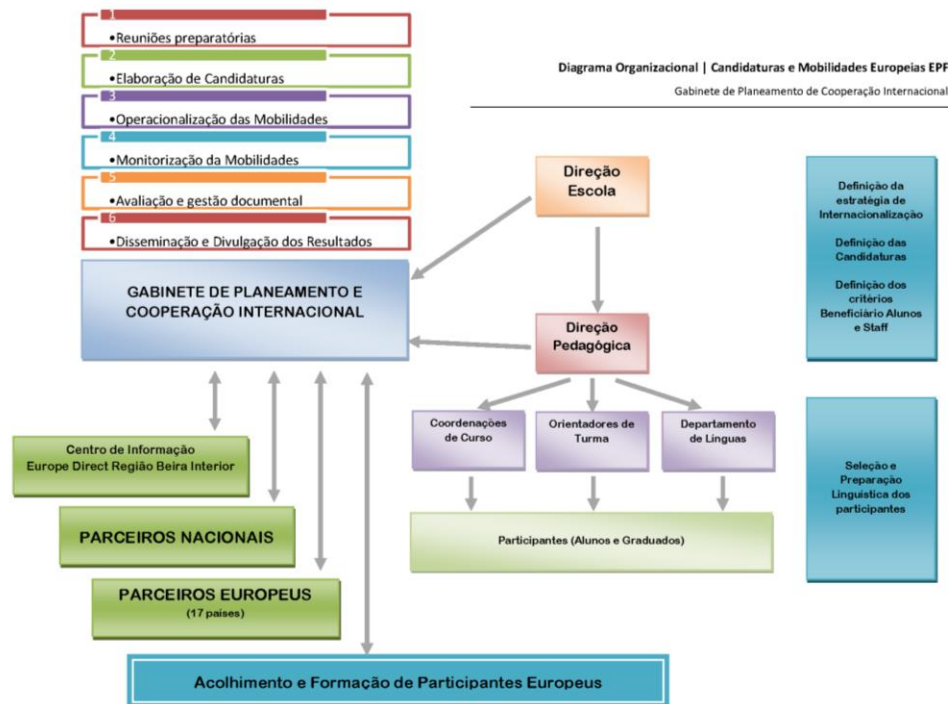 1
•Reuniões preparatórias
2
•Elaboração de Candidaturas
3
•Operacionalização das Mobilidades
4
•Monitorização da Mobilidades
5
•Avaliação e gestão documental
6
•Disseminação e Divulgação dos Resultados
Diagrama Organizacional | Candidaturas e Mobilidades Europeias EPF
Gabinete de Planeamento de Cooperação Internacional
GABINETE DE PLANEAMENTO E
COOPERAÇÃO INTERNACIONAL
Direção
Escola
Direção
Pedagógica
Coordenações
de Curso
Orientadores de
Turma
Departamento
de Línguas
Participantes (Alunos e Graduados)
Definição da
estratégia de
Internacionalização
Definição das
Candidaturas
Definição dos
critérios
Beneficiário Alunos
e Staff
Seleção e
Preparação
Linguística dos
participantes
Centro de Informação
Europe Direct Região Beira Interior
PARCEIROS NACIONAIS
PARCEIROS EUROPEUS
(17 países)
Acolhimento e Formação de Participantes Europeus